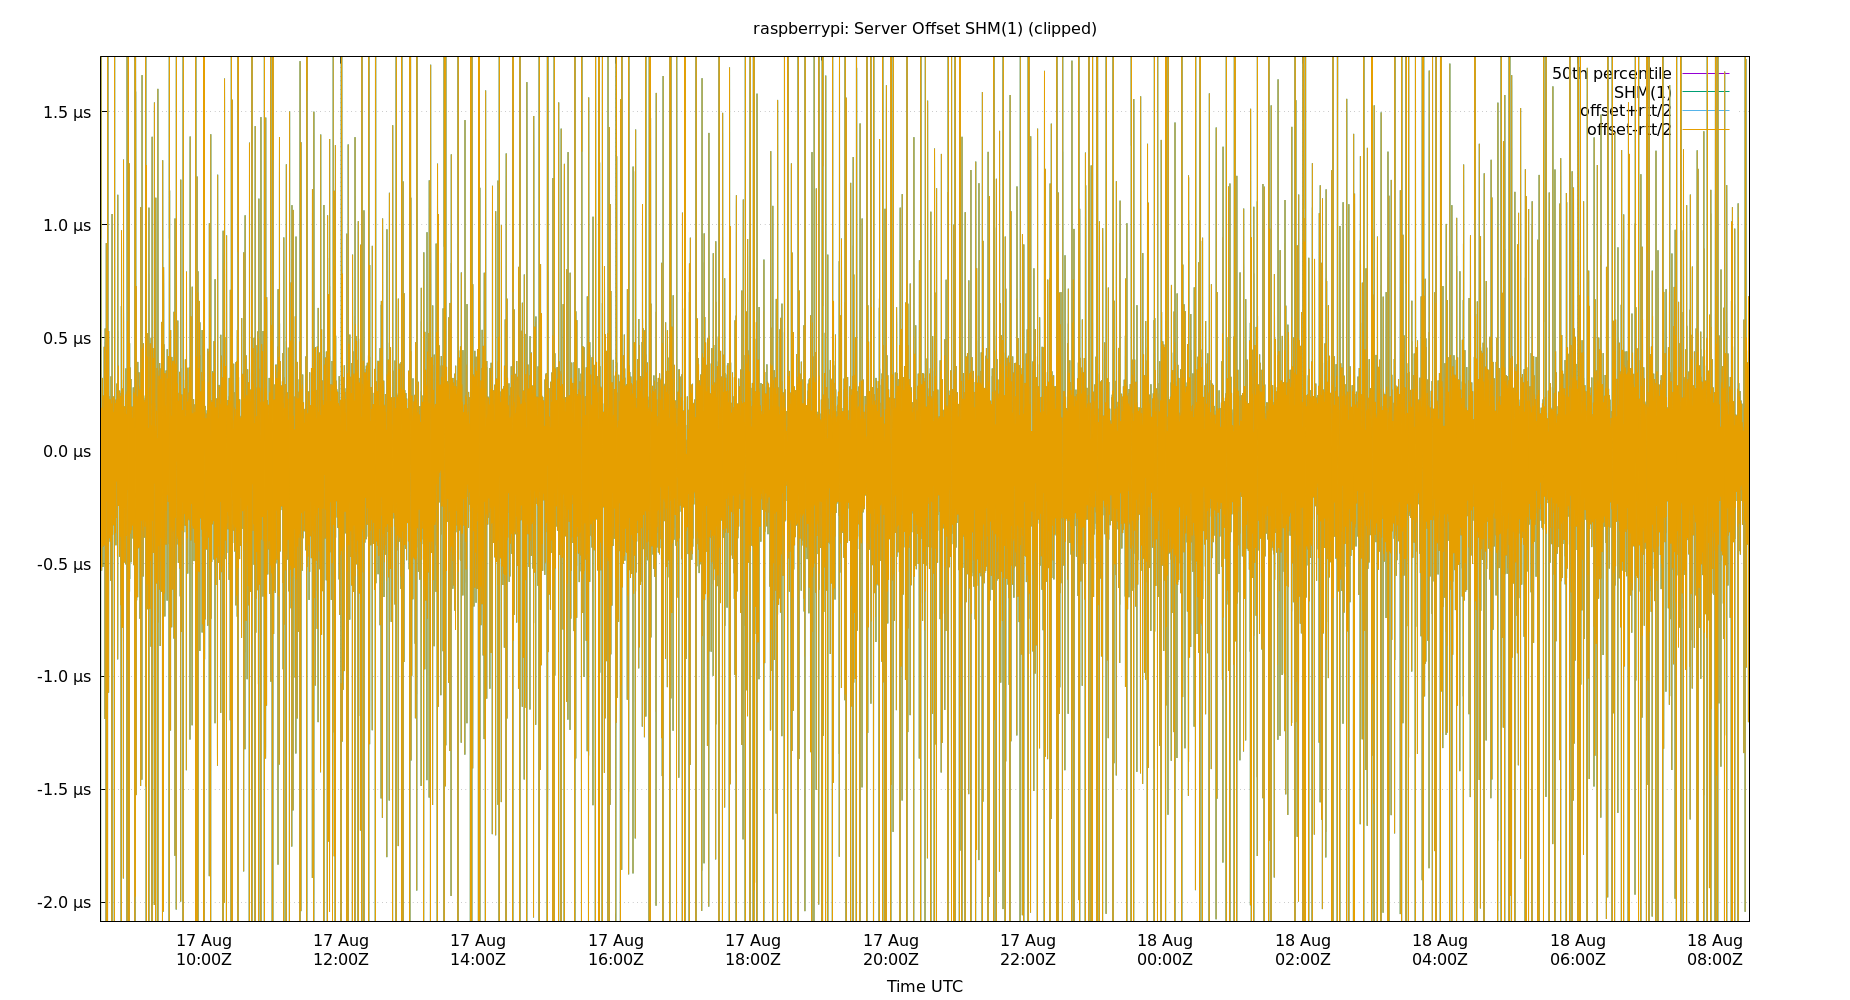 raspberrypi: Server Offset SHM(1) (clipped)
50th percentile
SHM(1)
offset+rtt/2
offset-rtt/2
1.5 µs
1.0 µs
0.5 µs
0.0 µs
-0.5 µs
-1.0 µs
-1.5 µs
-2.0 µs
17 Aug 17 Aug 17 Aug 17 Aug 17 Aug 17 Aug 17 Aug 18 Aug 18 Aug 18 Aug 18 Aug 18 Aug
10:00Z 12:00Z 14:00Z 16:00Z 18:00Z 20:00Z 22:00Z 00:00Z 02:00Z 04:00Z 06:00Z 08:00Z
Time UTC